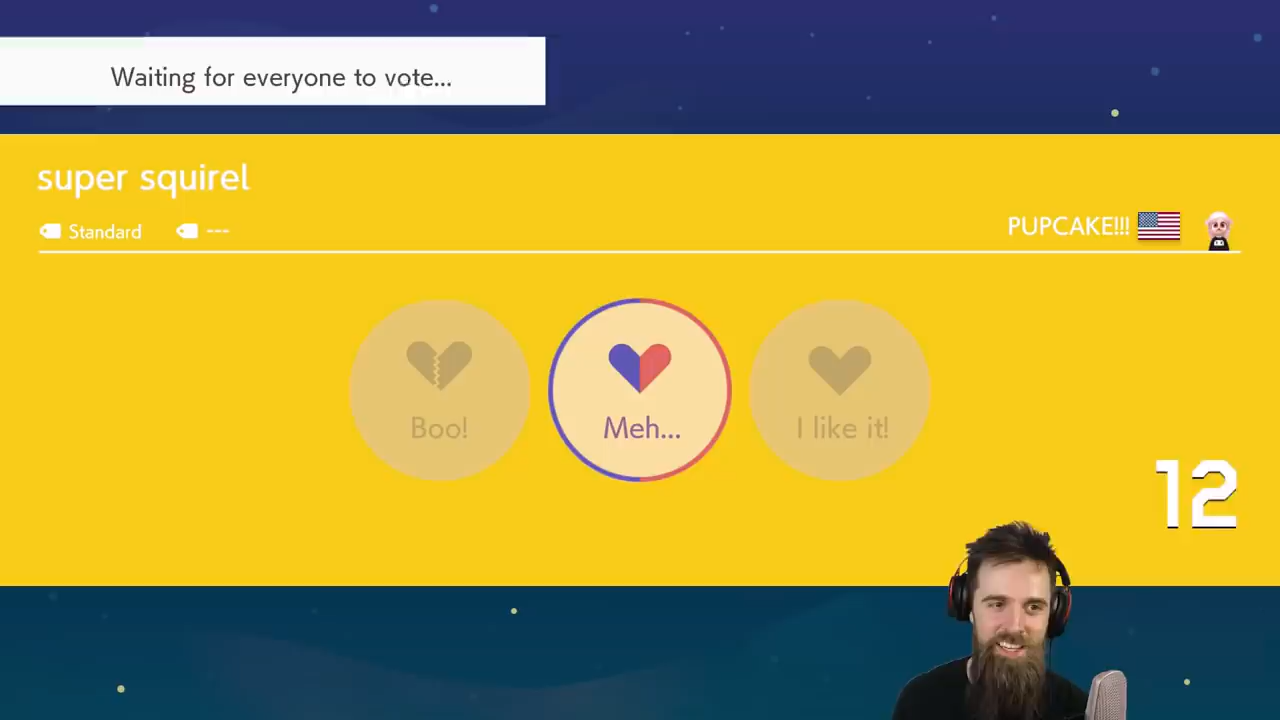 Waiting for everyone to vote...
super squirel
Standard
---
PUPCAKE!!!
Boo!
Meh...
I like it!
12